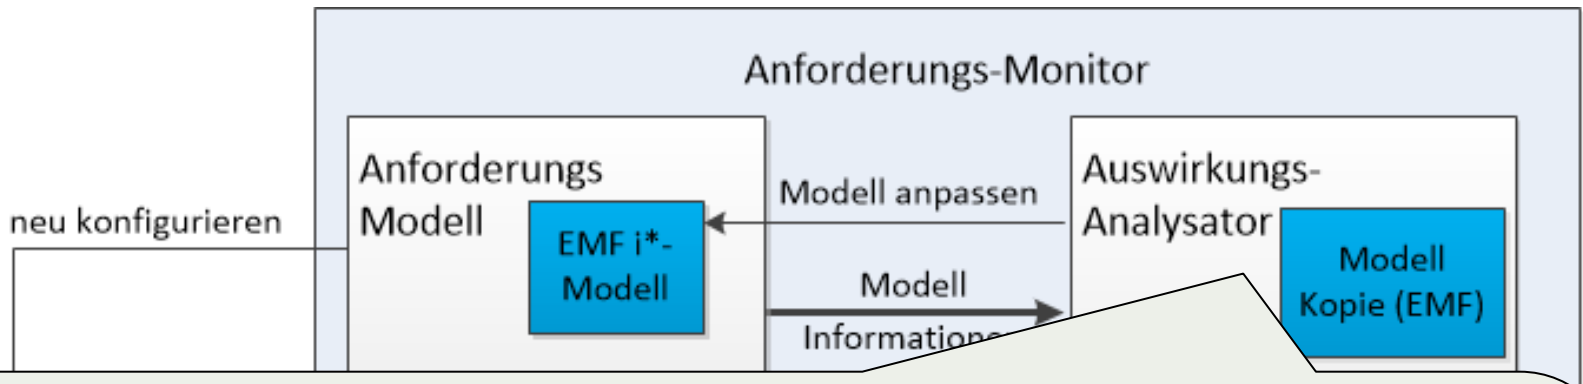 Anforderungs-Monitor
neu konfigurieren
Anforderungs
Modell
EMF i*-
Modell
Modell anpassen
Modell
Auswirkungs-
Analysator
Modell
Kopie (EMF)